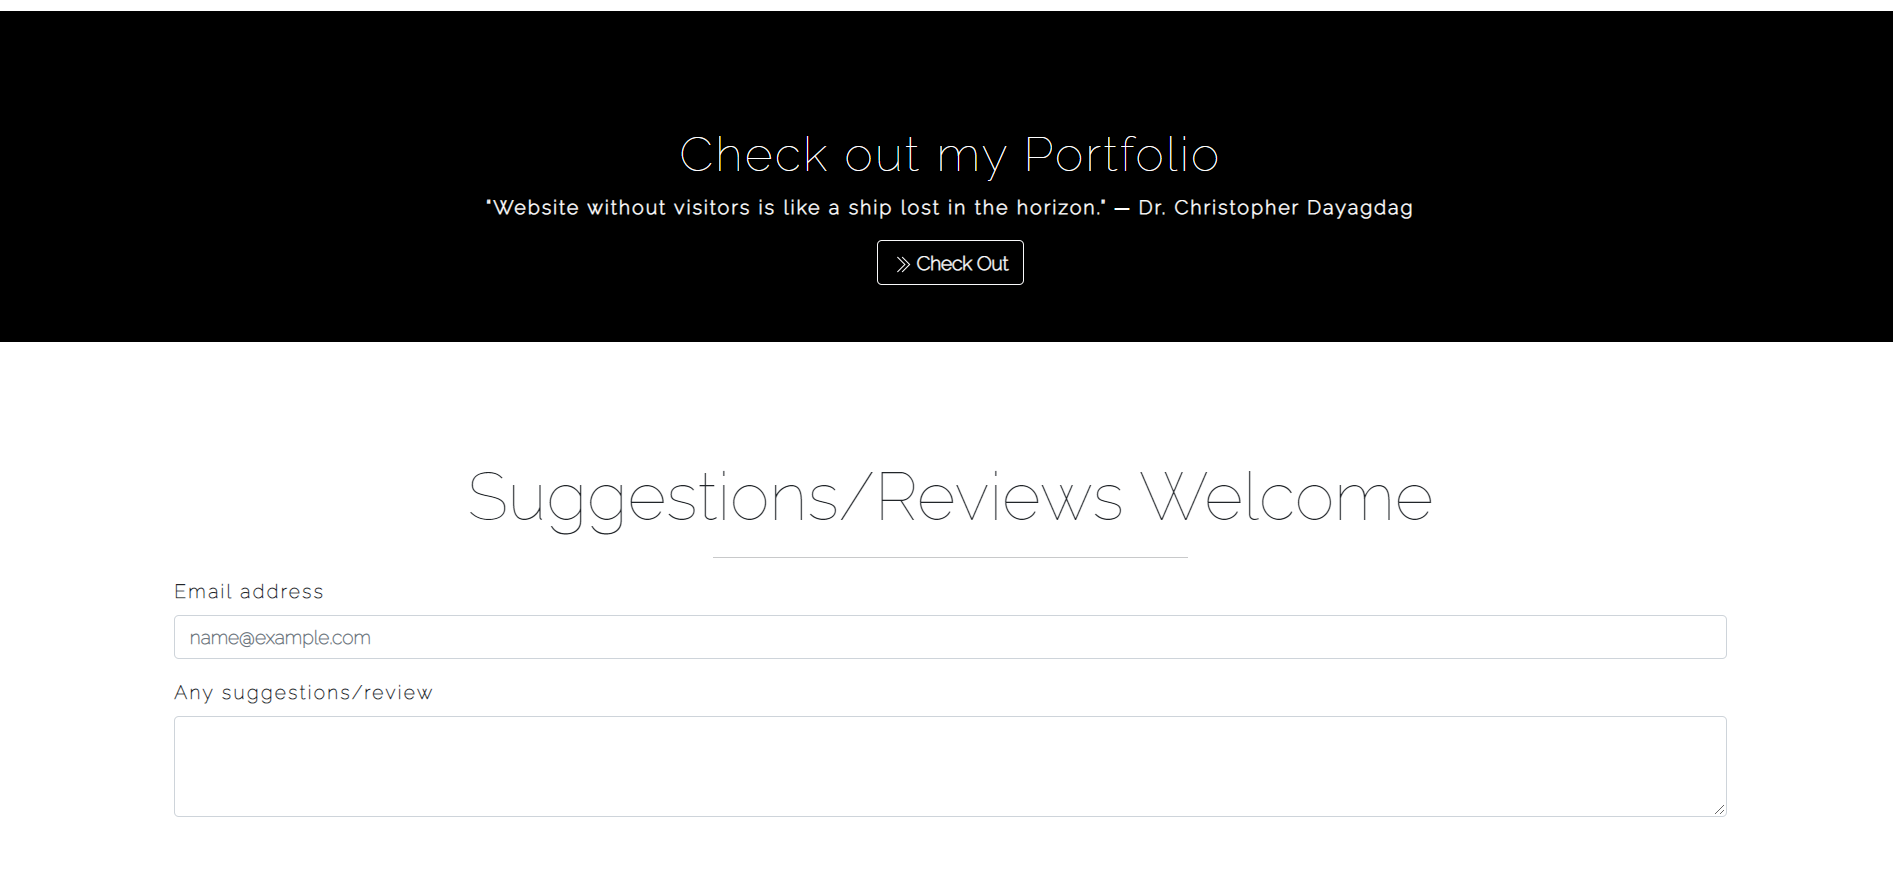 Check out my Portfolio
"Website without visitors is like a ship lost in the horizon." — Dr. Christopher Dayagdag
Check Out
Suggestions/Reviews Welcome
Email address
name@example.com
Any suggestions/review